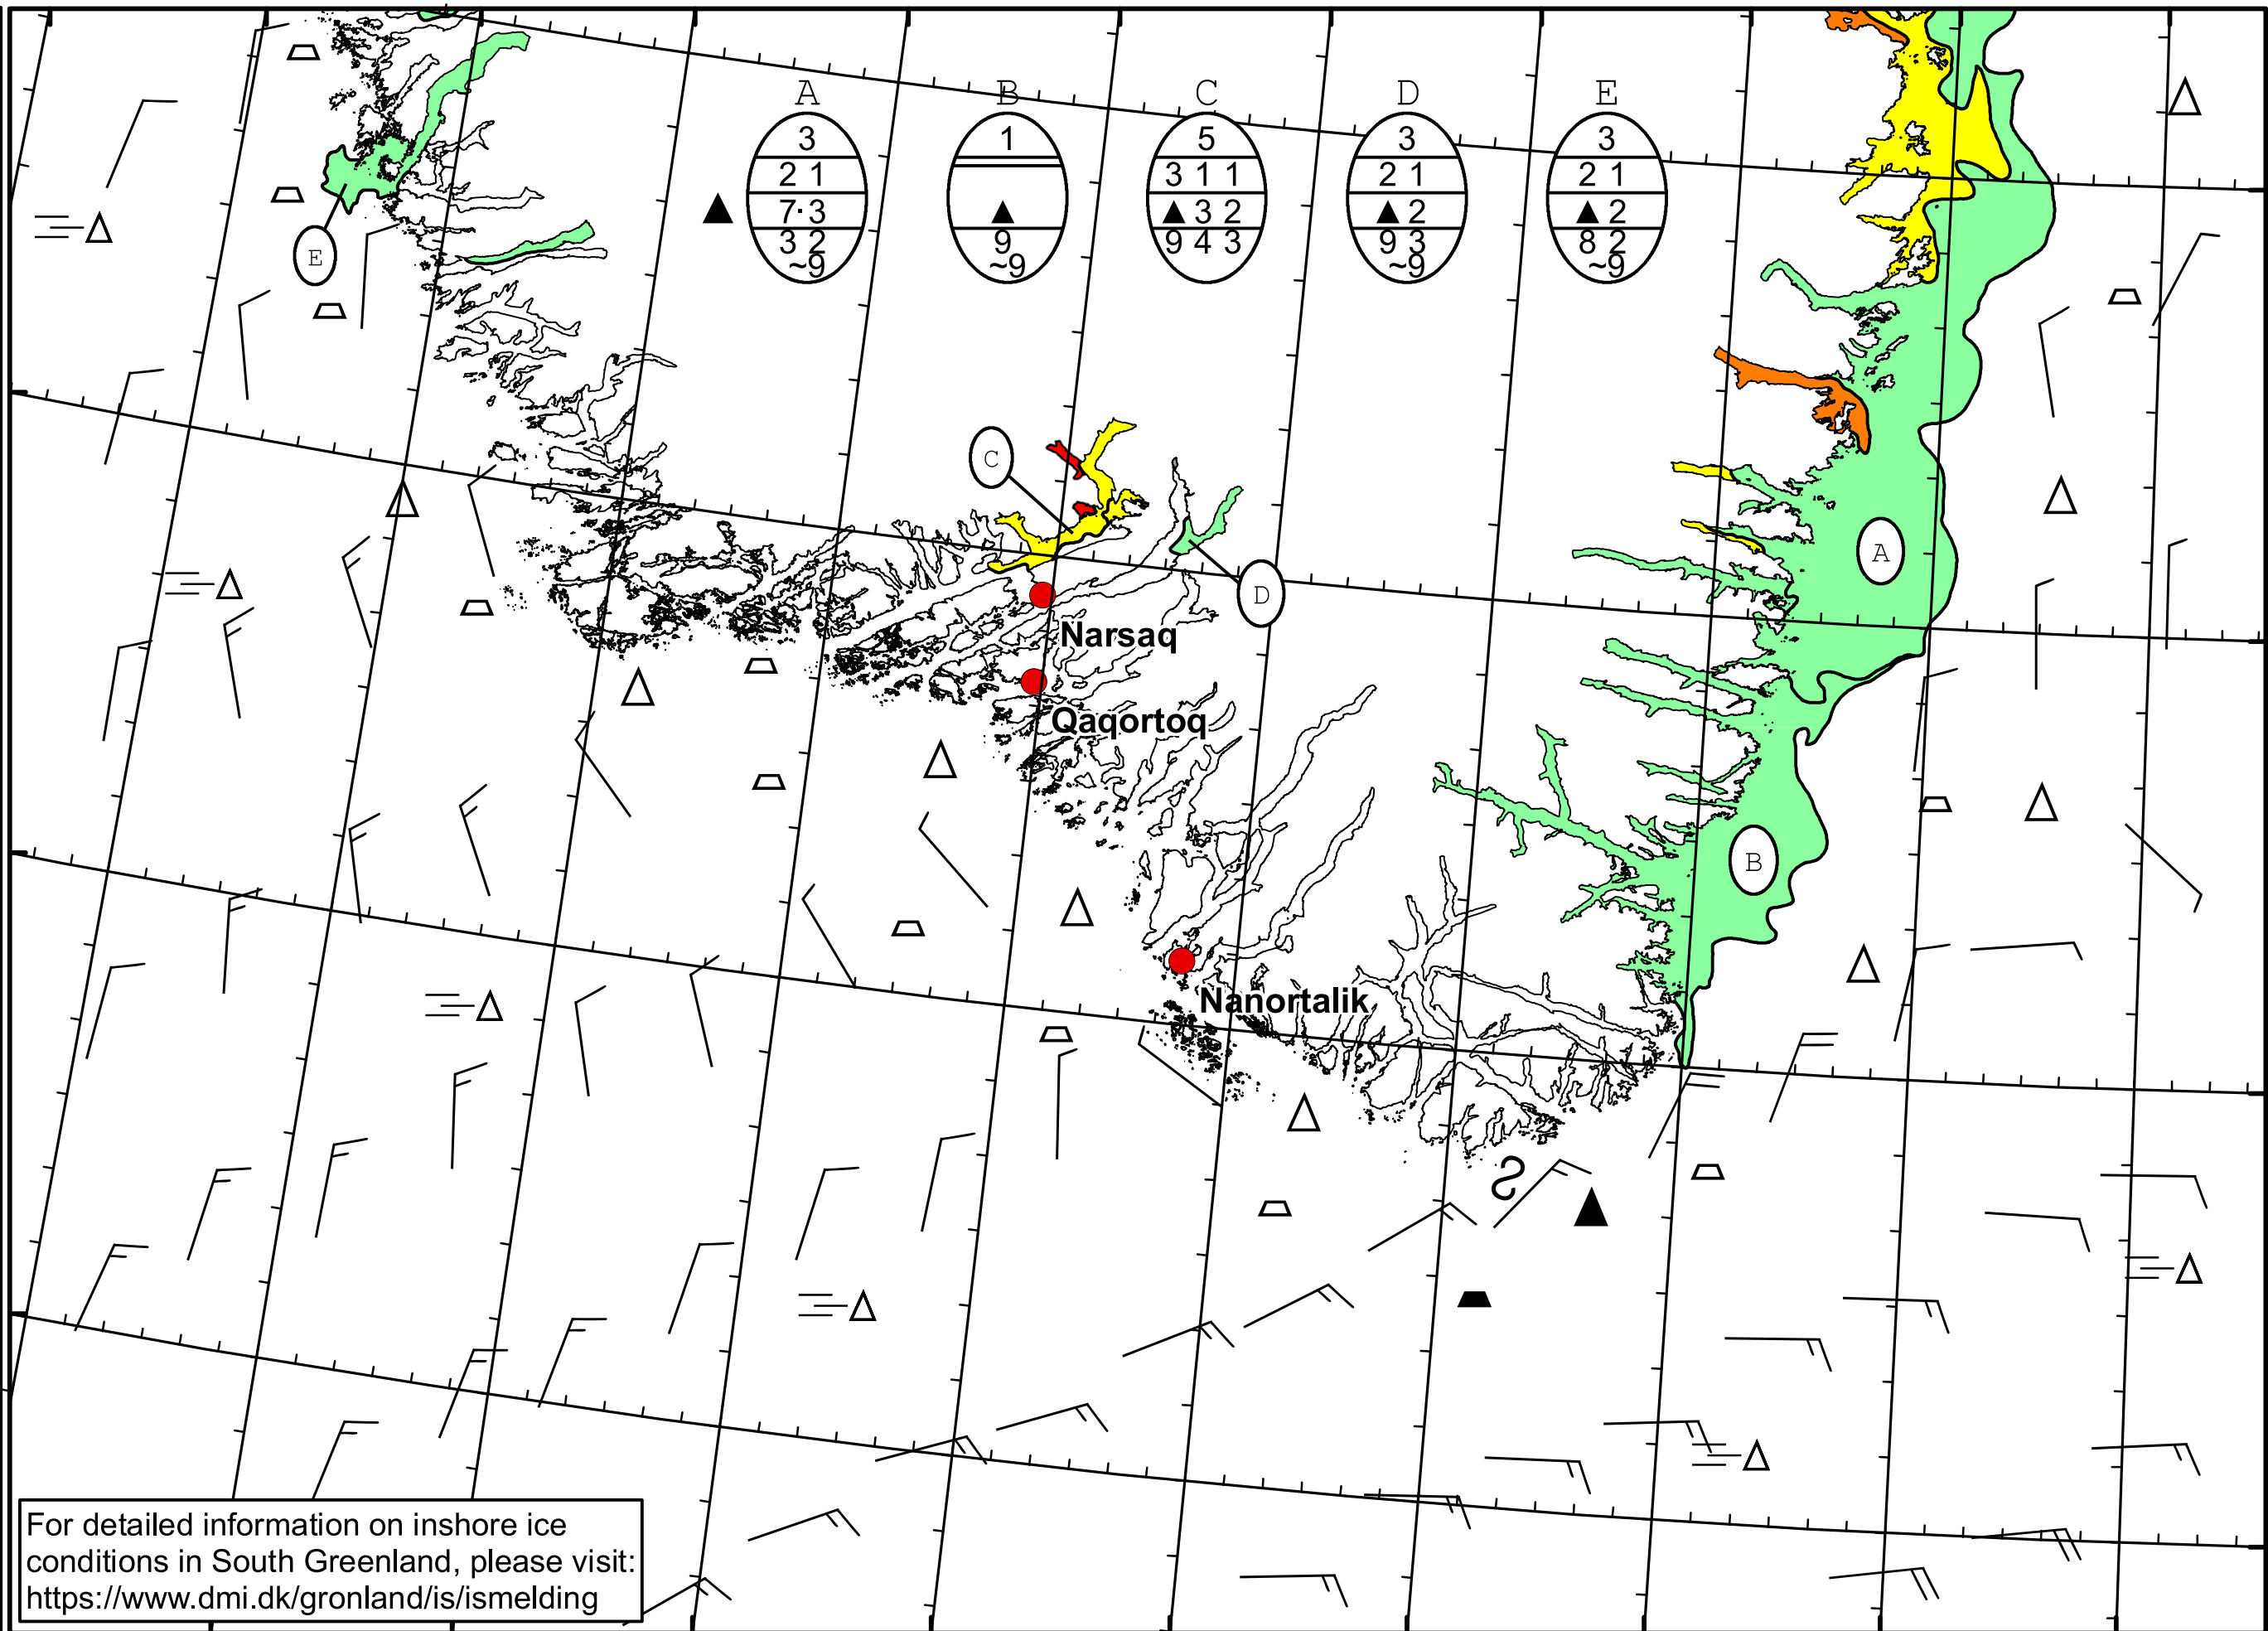 A B C D E
3 1 5 3 3
2 1 3 1 1 2 1 2 1
▲ 7· 3 ▲ ▲ 3 2 ▲ 2 ▲ 2
3 2 9 9 4 3 9 3 8 2
~9 ~9 ~9 ~9
E
C
A
D
Narsaq
Qaqortoq
B
Nanortalik
For detailed information on inshore ice
conditions in South Greenland, please visit:
https://www.dmi.dk/gronland/is/ismelding